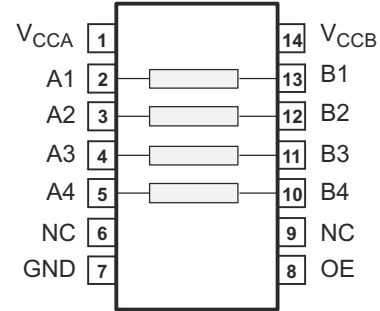 VCCA 1 14 VCCB
A1 2 13 B1
A2 3 12 B2
A3 4 11 B3
A4 5 10 B4
NC 6 9 NC
GND 7 8 OE